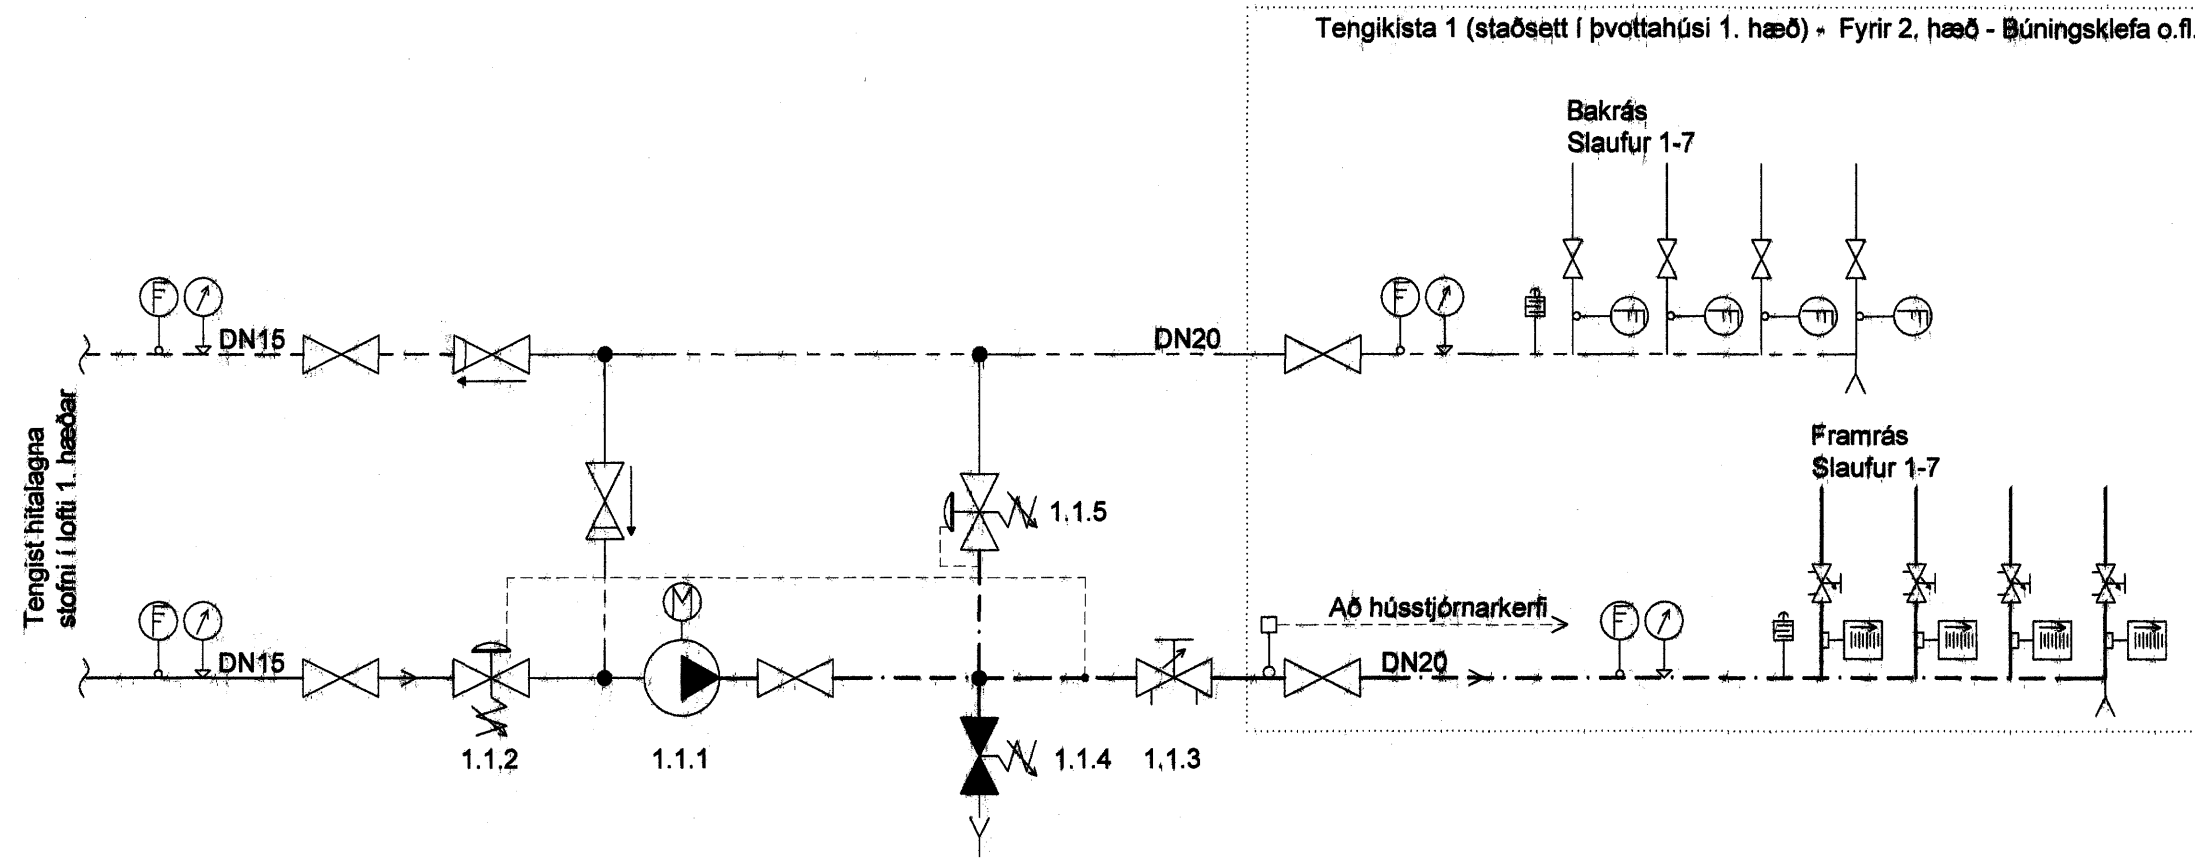 Tengikista 1 (staðsett í þvottahúsi 1. hæð) - Fyrir 2. hæð - Búningsklefa o.fl.
Bakrás
Slaufur 1-7
F
DN15
DN20
F
Tengist hitalagna
stofni í lofti 1. hæðar
Framrás
Slaufur 1-7
1.1.5
F
DN15
M
Að hússtjórnarkerfi
F
DN20
1.1.2
1.1.1
1.1.4
1.1.3